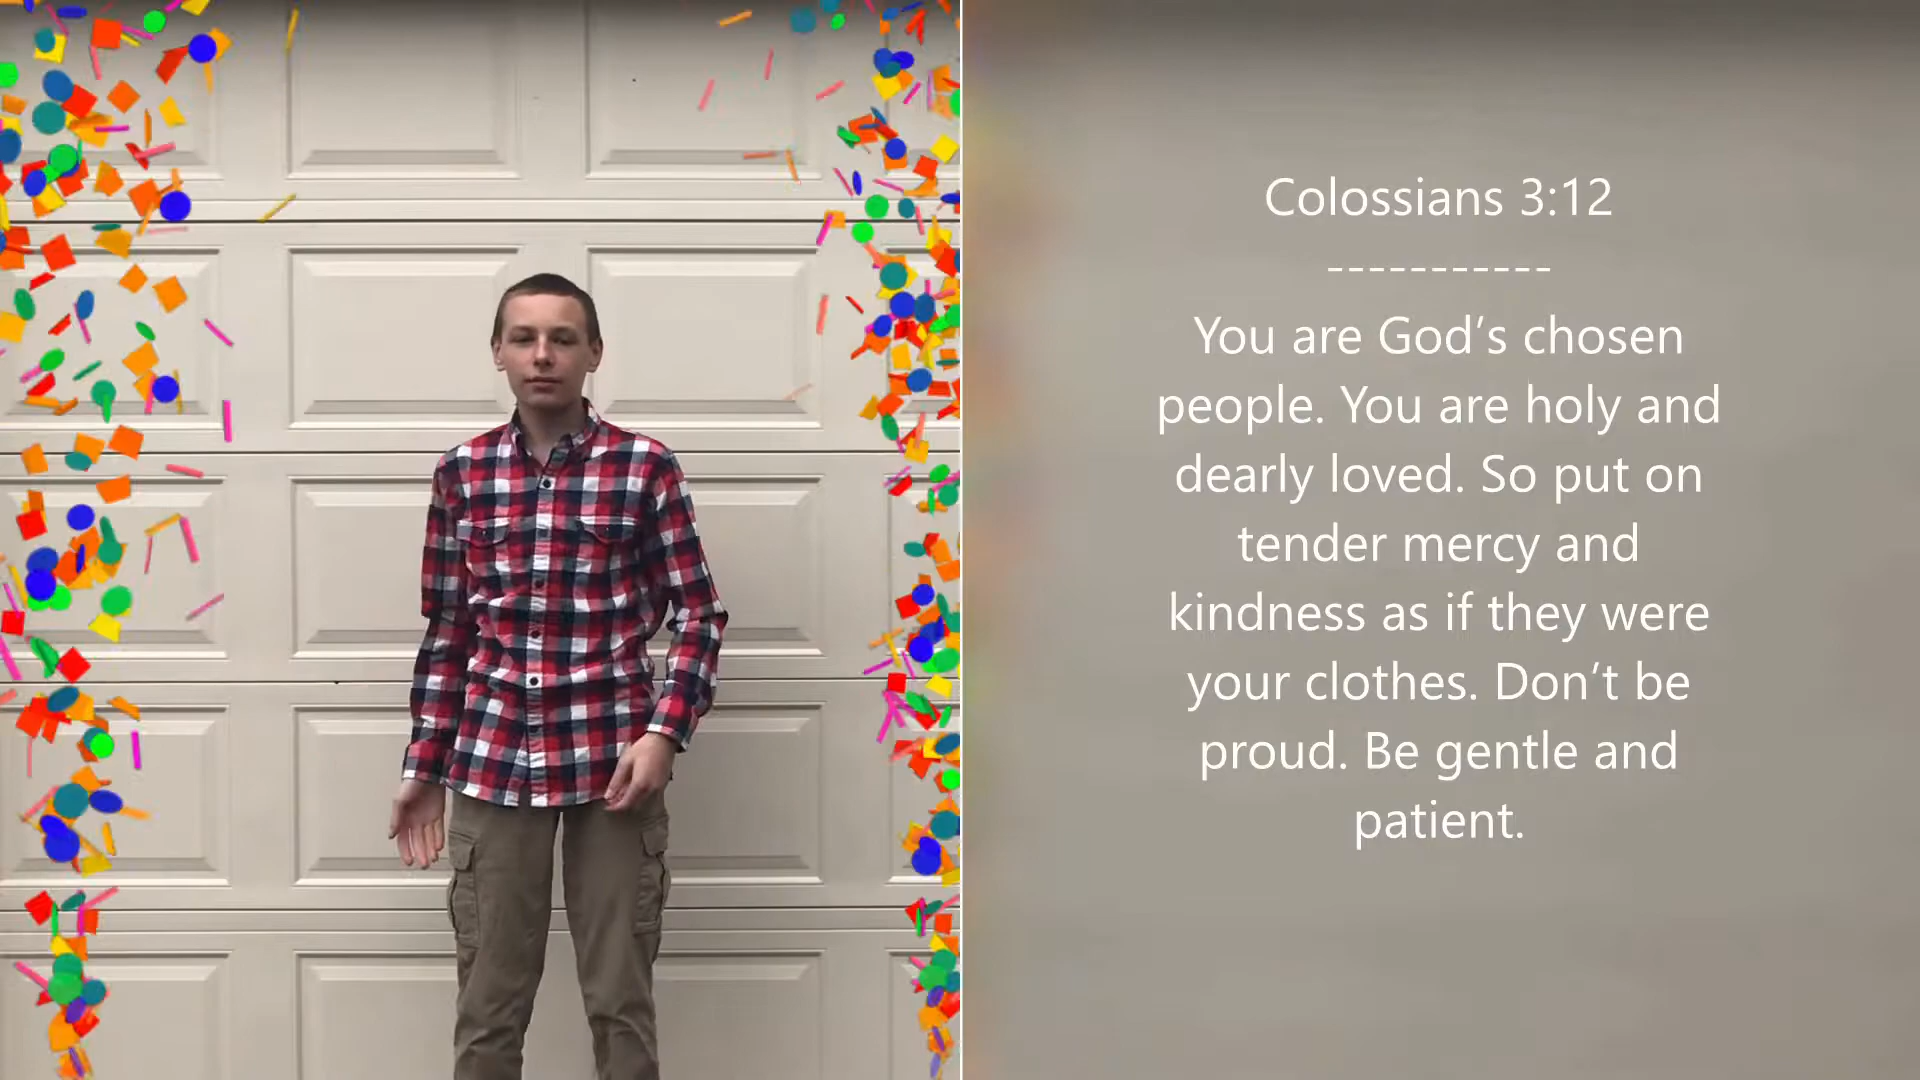 Colossians 3:12
-----------
You are God’s chosen
people. You are holy and
dearly loved. So put on
tender mercy and
kindness as if they were
your clothes. Don’t be
proud. Be gentle and
patient.